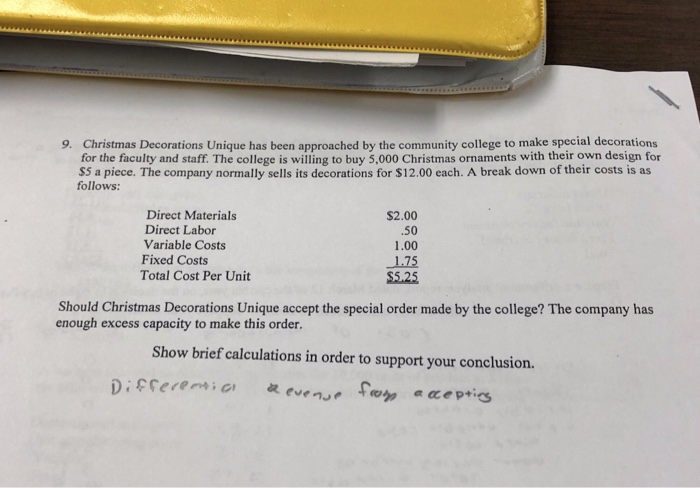 9. Christmas Decorations Unique has been approached by the community college to make special decorations
for the faculty and staff. The college is willing to buy 5,000 Christmas ornaments with their own design for
$5 a piece. The company normally sells its decorations for $12.00 each. A break down of their costs is as
follows:
Direct Materials $2.00
Direct Labor .50
Variable Costs 1.00
Fixed Costs 1.75
Total Cost Per Unit $5.25
Should Christmas Decorations Unique accept the special order made by the college? The company has
enough excess capacity to make this order.
Show brief calculations in order to support your conclusion.
Differential Revenue from accepting